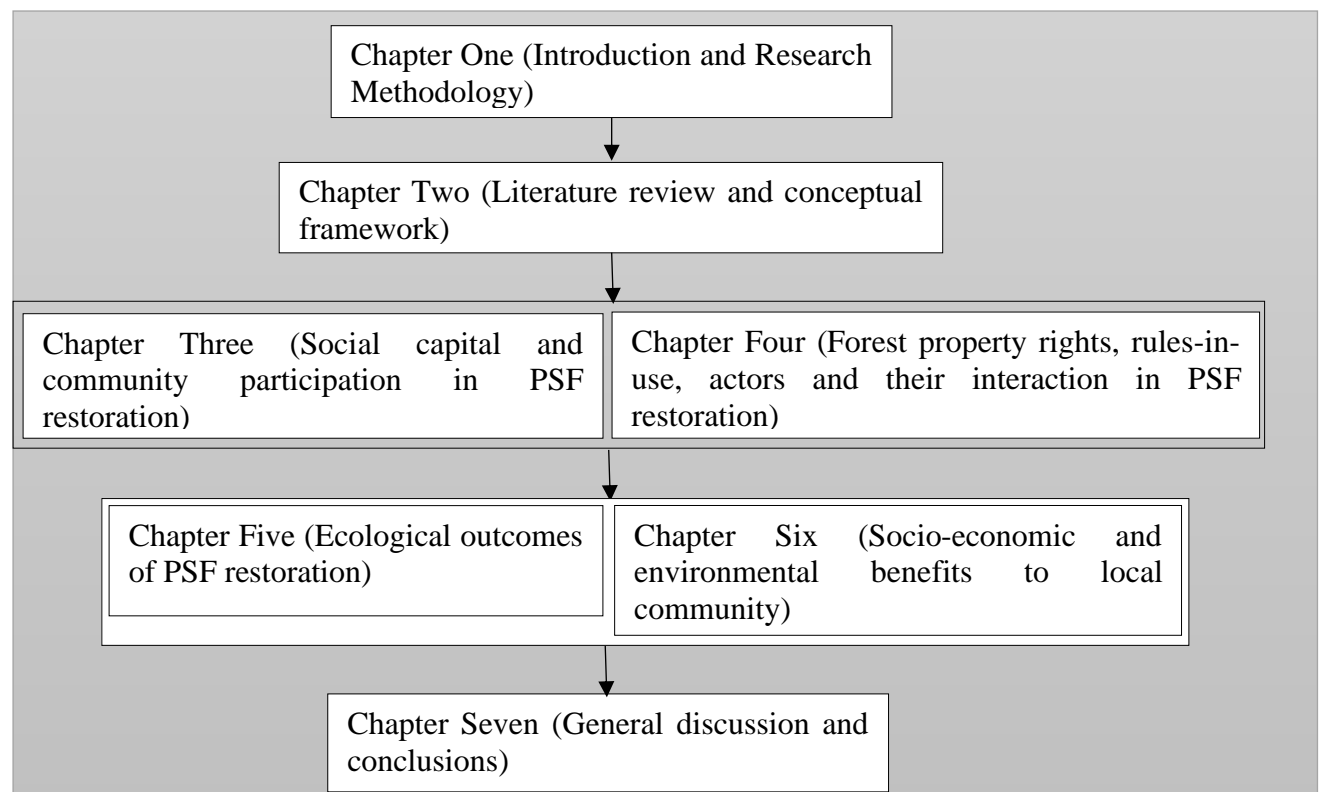 Chapter One (Introduction and Research
Methodology)
Chapter Two (Literature review and conceptual
framework)
Chapter Three (Social capital and
community participation in PSF
restoration)
Chapter Four (Forest property rights, rules-in-
use, actors and their interaction in PSF
restoration)
Chapter Five (Ecological outcomes
of PSF restoration)
Chapter Six (Socio-economic and
environmental benefits to local
community)
Chapter Seven (General discussion and
conclusions)